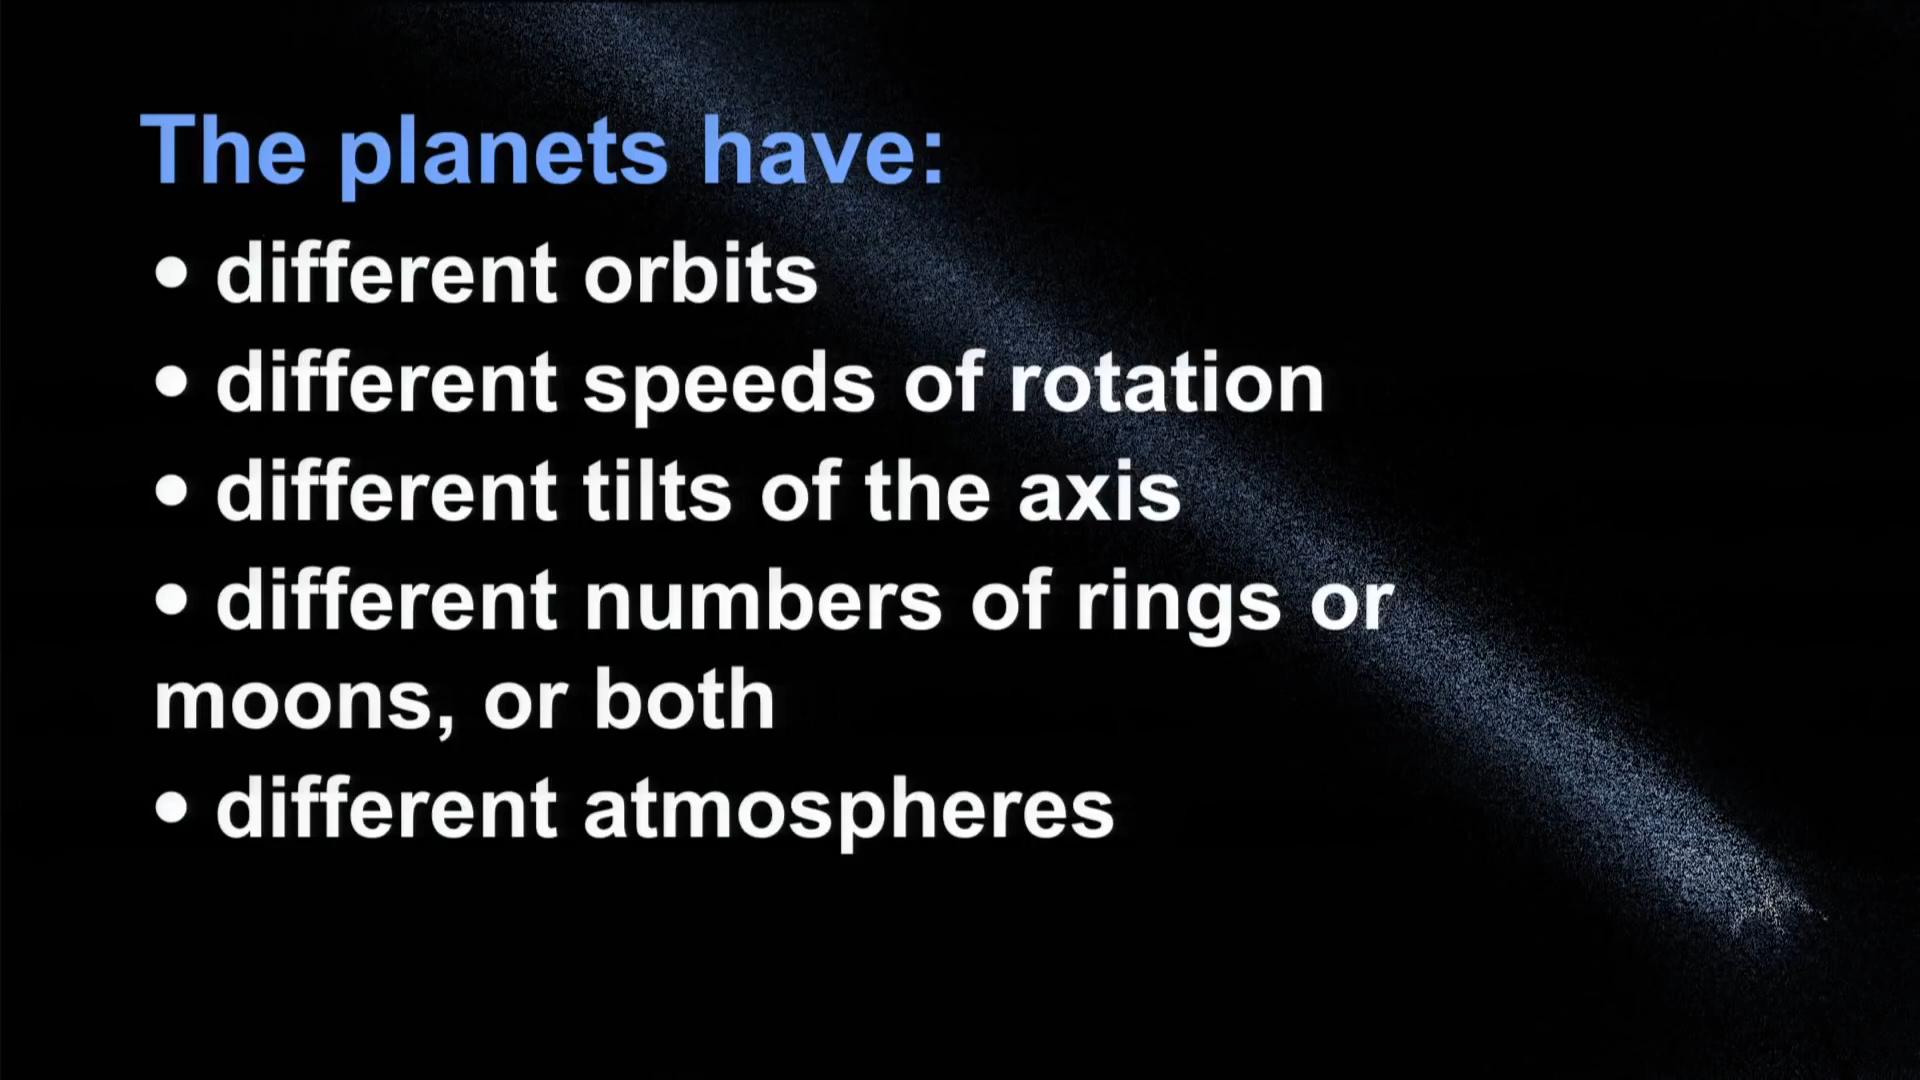 The planets have:
• different orbits
• different speeds of rotation
• different tilts of the axis
• different numbers of rings or
moons, or both
• different atmospheres